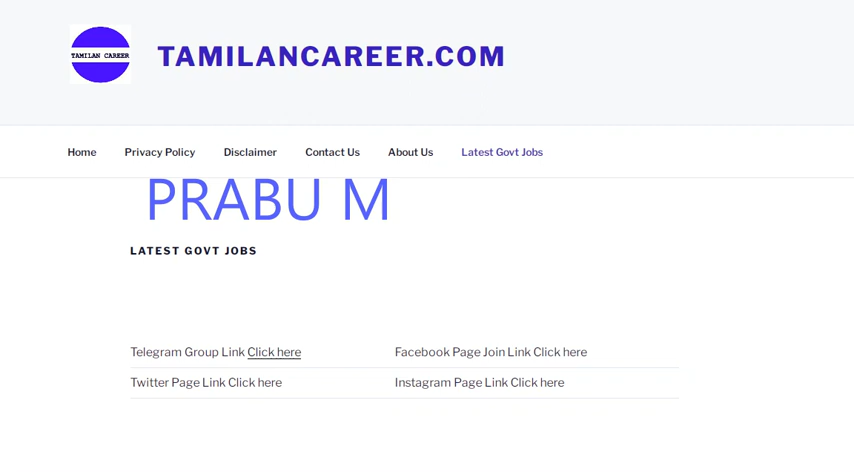 TAMILAN CAREER
TAMILANCAREER.COM
Home Privacy Policy Disclaimer Contact Us About Us Latest Govt Jobs
PRABU M
LATEST GOVT JOBS
Telegram Group Link Click here Facebook Page Join Link Click here
Twitter Page Link Click here Instagram Page Link Click here